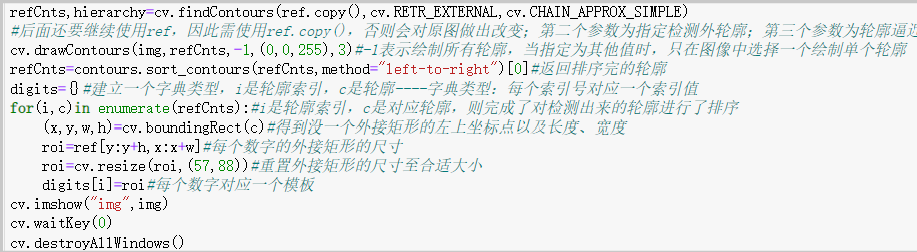 refCnts,hierarchy=cv.findContours(ref.copy(),cv.RETR_EXTERNAL,cv.CHAIN_APPROX_SIMPLE)
#后面还要继续使用ref，因此需使用ref.copy()，否则会对原图做出改变；第二个参数为指定检测外轮廓；第三个参数为轮廓逼近
cv.drawContours(img,refCnts,-1,(0,0,255),3)#-1表示绘制所有轮廓，当指定为其他值时，只在图像中选择一个绘制单个轮廓
refCnts=contours.sort_contours(refCnts,method="left-to-right")[0]#返回排序完的轮廓
digits={}#建立一个字典类型，i是轮廓索引，c是轮廓----字典类型：每个索引号对应一个索引值
for(i,c)in enumerate(refCnts):#i是轮廓索引，c是对应轮廓，则完成了对检测出来的轮廓进行了排序
(x,y,w,h)=cv.boundingRect(c)#得到没一个外接矩形的左上坐标点以及长度、宽度
roi=ref[y:y+h,x:x+w]#每个数字的外接矩形的尺寸
roi=cv.resize(roi,(57,88))#重置外接矩形的尺寸至合适大小
digits[i]=roi#每个数字对应一个模板
cv.imshow("img",img)
cv.waitKey(0)
cv.destroyAllWindows()